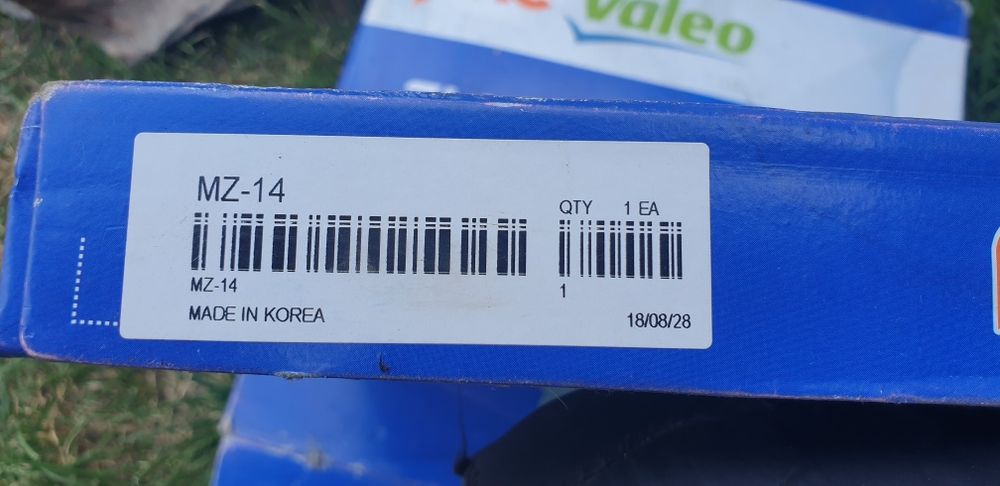 Valeo
MZ-14
QTY 1 EA
MZ-14
1
MADE IN KOREA
18/08/28